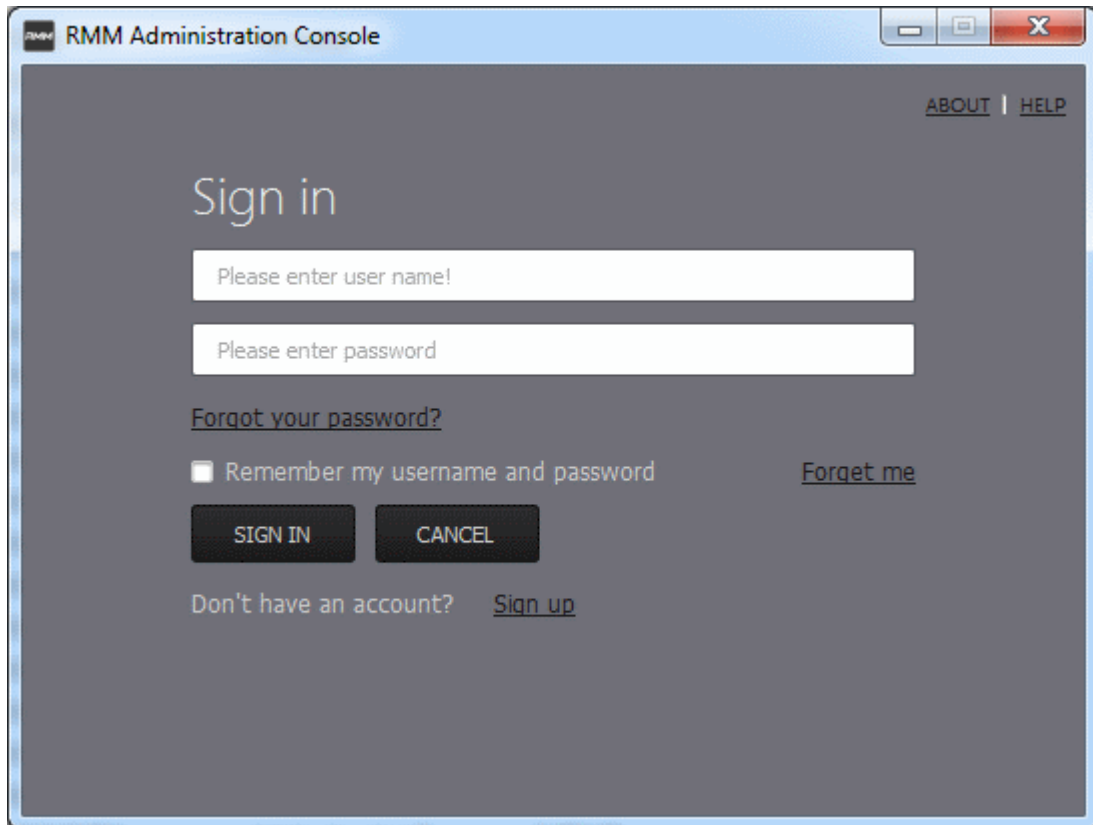 RMM RMM Administration Console
ABOUT | HELP
Sign in
Please enter user name!
Please enter password
Forgot your password?
Remember my username and password Forget me
SIGN IN CANCEL
Don't have an account? Sign up